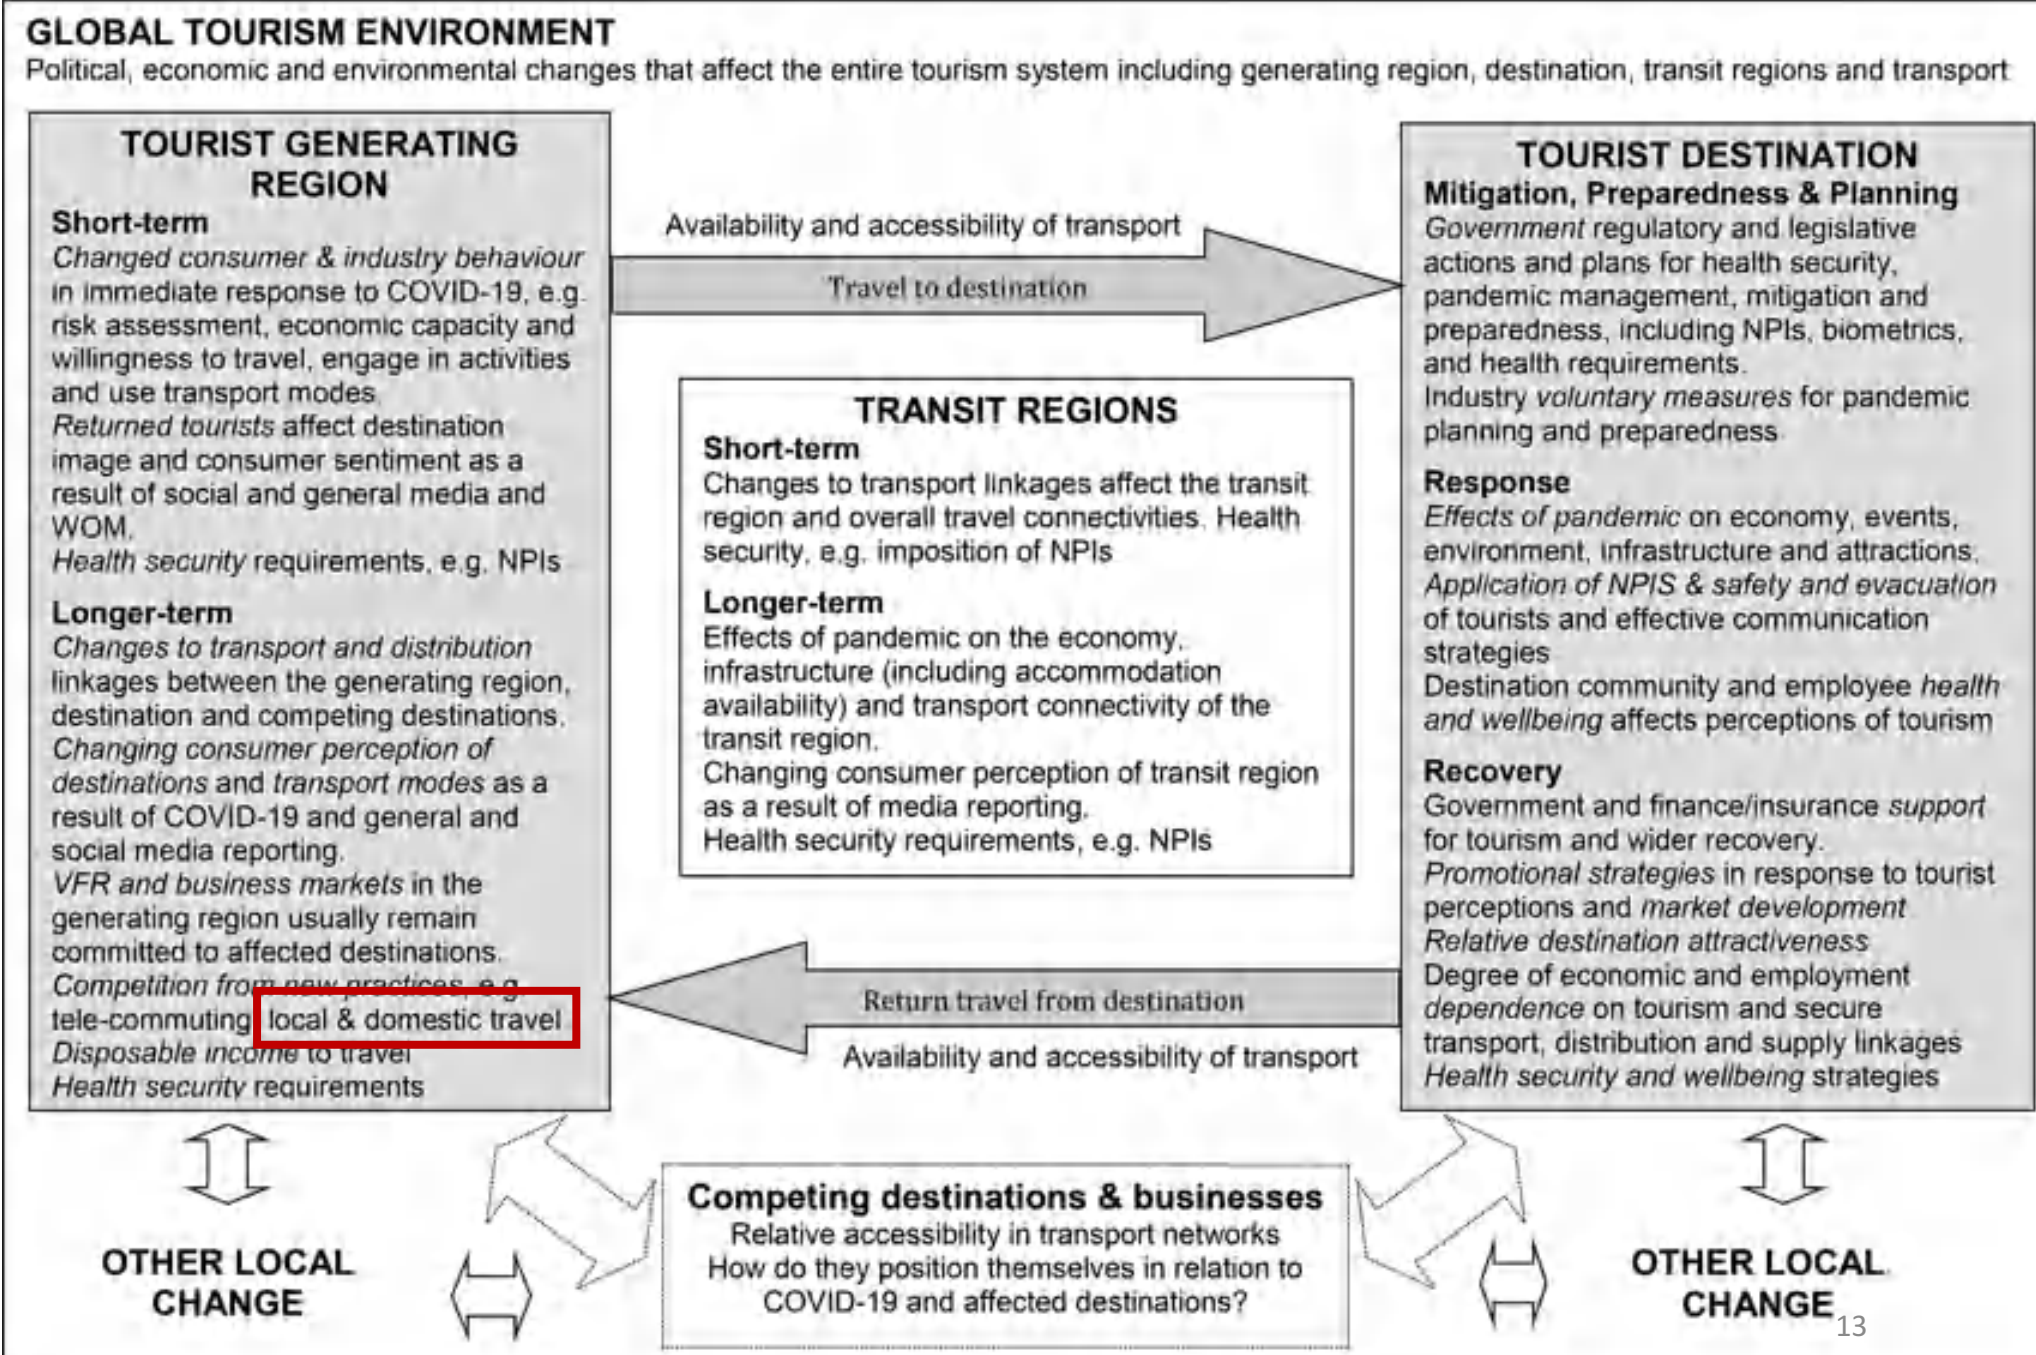 GLOBAL TOURISM ENVIRONMENT
Political, economic and environmental changes that affect the entire tourism system including generating region, destination, transit regions and transport
TOURIST GENERATING
REGION
Short-term
Changed consumer & industry behaviour
in immediate response to COVID-19, e.g.
risk assessment, economic capacity and
willingness to travel, engage in activities
and use transport modes.
Returned tourists affect destination
image and consumer sentiment as a
result of social and general media and
WOM.
Health security requirements, e.g. NPIs
Longer-term
Changes to transport and distribution
linkages between the generating region,
destination and competing destinations.
Changing consumer perception of
destinations and transport modes as a
result of COVID-19 and general and
social media reporting.
VFR and business markets in the
generating region usually remain
committed to affected destinations.
Competition from new practices, e.g.
tele-commuting, local & domestic travel
Disposable income to travel
Health security requirements
Availability and accessibility of transport
Travel to destination
TRANSIT REGIONS
Short-term
Changes to transport linkages affect the transit
region and overall travel connectivities. Health
security, e.g. imposition of NPIs
Longer-term
Effects of pandemic on the economy,
infrastructure (including accommodation
availability) and transport connectivity of the
transit region.
Changing consumer perception of transit region
as a result of media reporting.
Health security requirements, e.g. NPIs
Return travel from destination
Availability and accessibility of transport
TOURIST DESTINATION
Mitigation, Preparedness & Planning
Government regulatory and legislative
actions and plans for health security,
pandemic management, mitigation and
preparedness, including NPIs, biometrics,
and health requirements.
Industry voluntary measures for pandemic
planning and preparedness
Response
Effects of pandemic on economy, events,
environment, infrastructure and attractions.
Application of NPIS & safety and evacuation
of tourists and effective communication
strategies
Destination community and employee health
and wellbeing affects perceptions of tourism
Recovery
Government and finance/insurance support
for tourism and wider recovery.
Promotional strategies in response to tourist
perceptions and market development
Relative destination attractiveness
Degree of economic and employment
dependence on tourism and secure
transport, distribution and supply linkages
Health security and wellbeing strategies
OTHER LOCAL
CHANGE
Competing destinations & businesses
Relative accessibility in transport networks
How do they position themselves in relation to
COVID-19 and affected destinations?
OTHER LOCAL
CHANGE
13